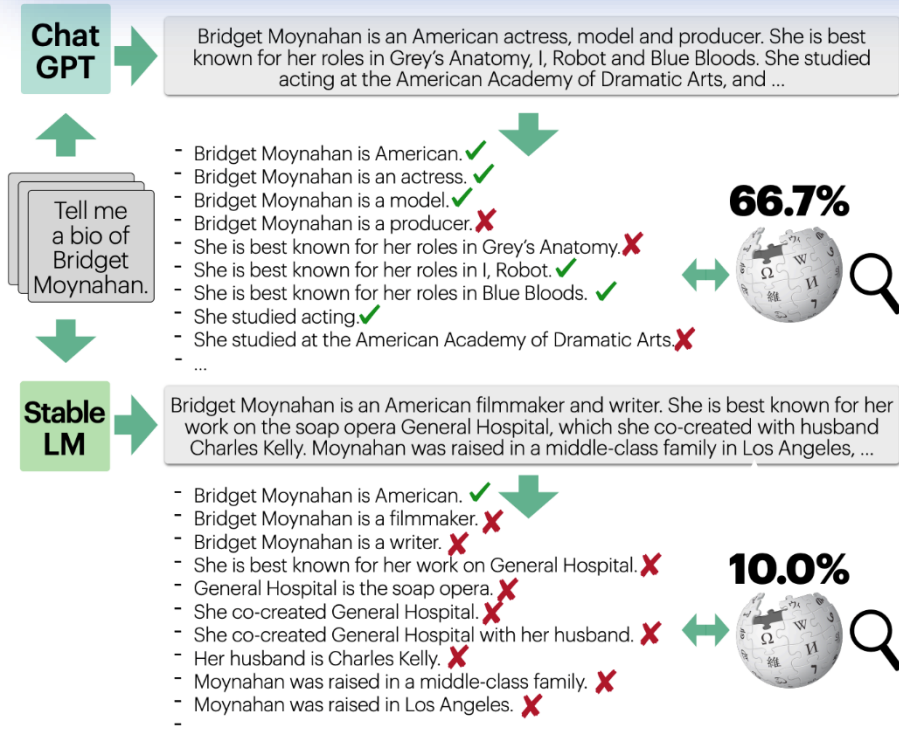 Chat
GPT
Bridget Moynahan is an American actress, model and producer. She is best
known for her roles in Grey's Anatomy, I, Robot and Blue Bloods. She studied
acting at the American Academy of Dramatic Arts, and ...
Tell me
a bio of
Bridget
Moynahan.
- Bridget Moynahan is American. ✓
- Bridget Moynahan is an actress. ✓
- Bridget Moynahan is a model. ✓
- Bridget Moynahan is a producer. ✗
- She is best known for her roles in Grey's Anatomy. ✗
- She is best known for her roles in I, Robot. ✓
- She is best known for her roles in Blue Bloods. ✓
- She studied acting. ✓
- She studied at the American Academy of Dramatic Arts. ✗
- ...
66.7%
Ω W И 維
Stable
LM
Bridget Moynahan is an American filmmaker and writer. She is best known for her
work on the soap opera General Hospital, which she co-created with husband
Charles Kelly. Moynahan was raised in a middle-class family in Los Angeles, ...
- Bridget Moynahan is American. ✓
- Bridget Moynahan is a filmmaker. ✗
- Bridget Moynahan is a writer. ✗
- She is best known for her work on General Hospital. ✗
- General Hospital is the soap opera. ✗
- She co-created General Hospital. ✗
- She co-created General Hospital with her husband. ✗
- Her husband is Charles Kelly. ✗
- Moynahan was raised in a middle-class family. ✗
- Moynahan was raised in Los Angeles. ✗
-
10.0%
Ω W И 維